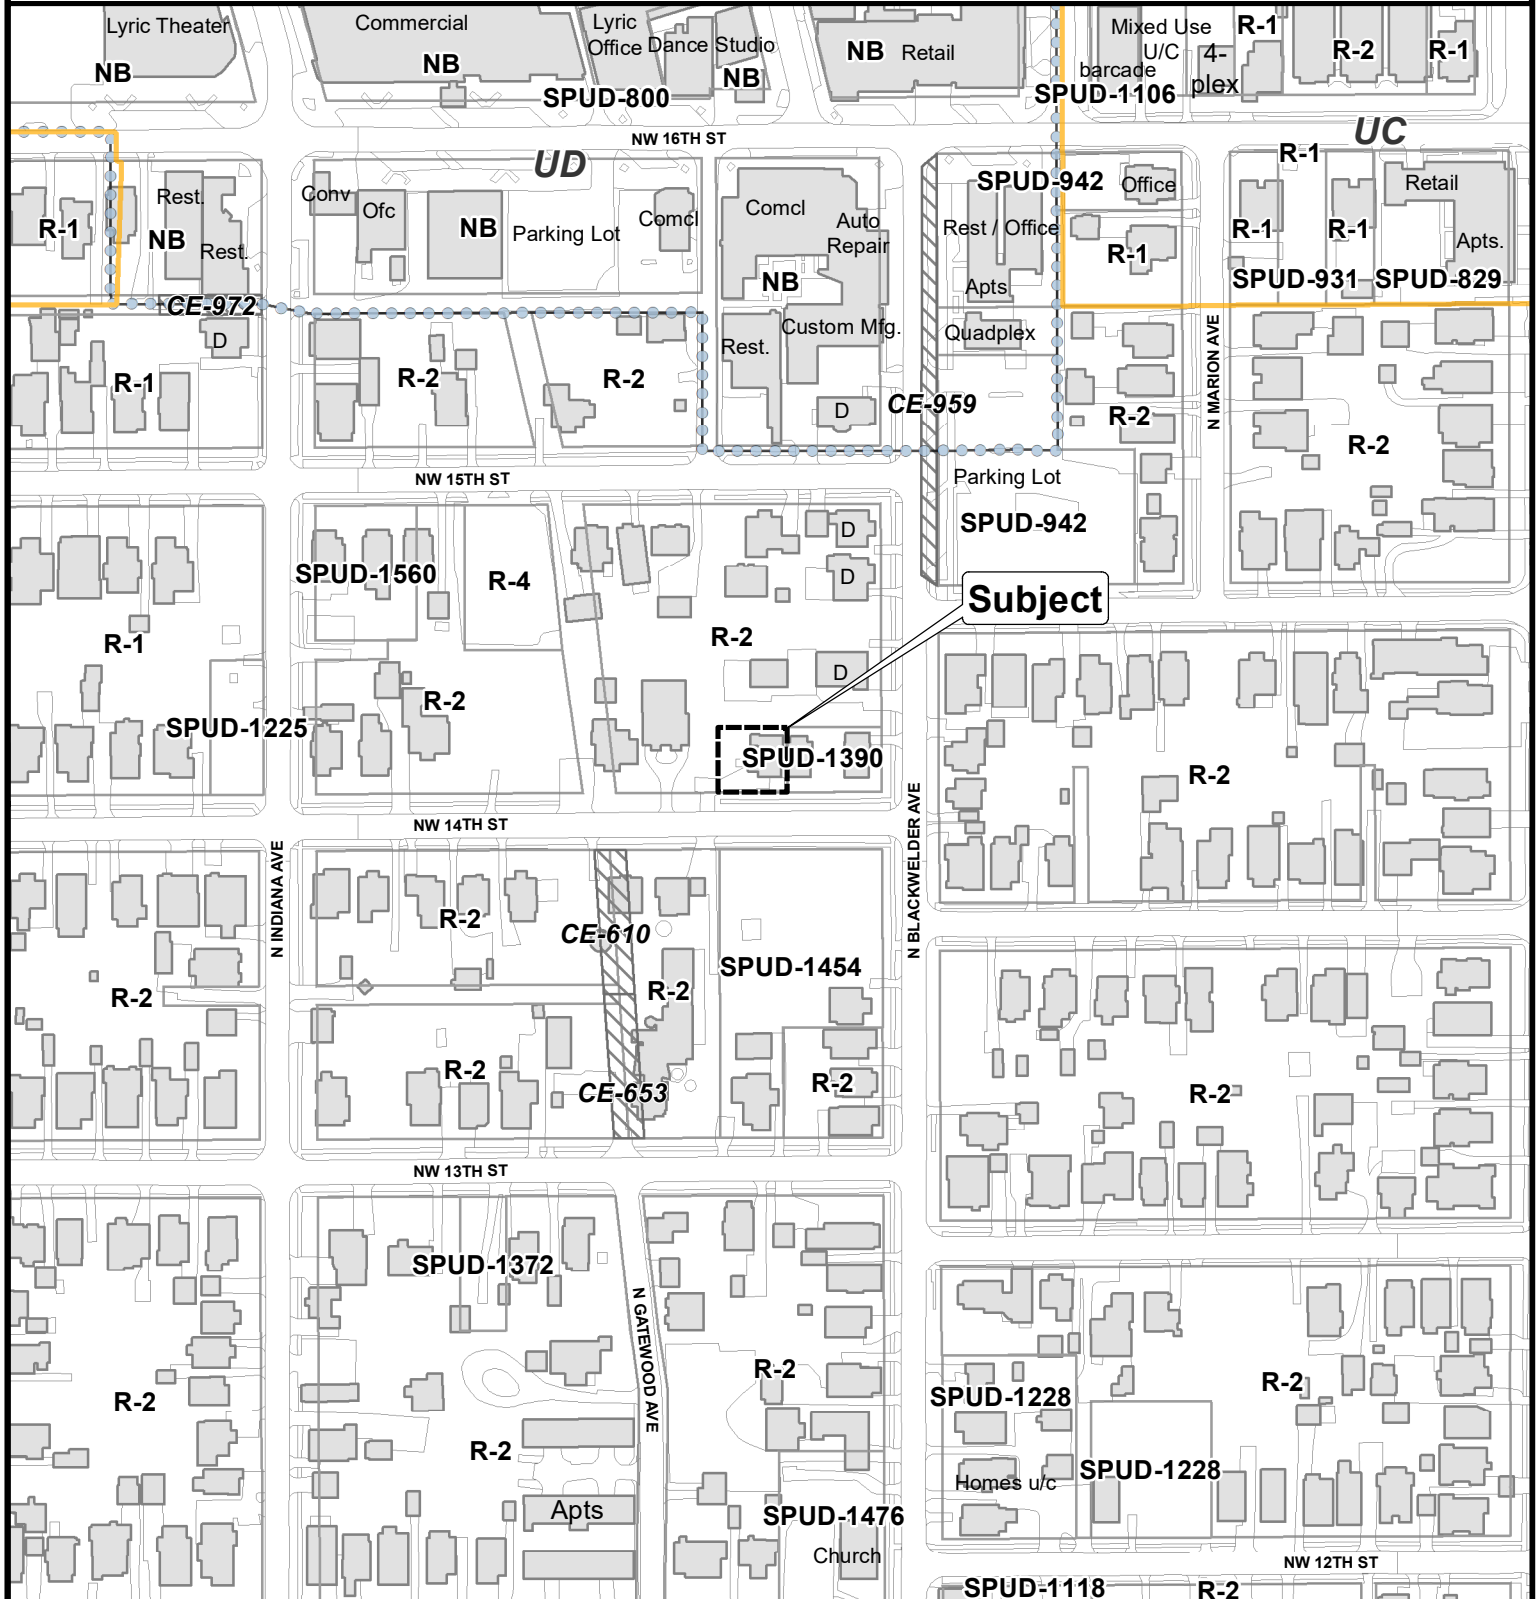 Lyric Theater
NB
Commercial
NB
Lyric
Office
Dance Studio
NB
SPUD-800
NB Retail
Mixed Use
U/C
barcade
SPUD-1106
4-
plex
R-1
R-2
R-1
NW 16TH ST
UD
UC
R-1
R-1
Rest.
NB
Rest.
Conv
Ofc
NB
Parking Lot
Comcl
Comcl
Auto
Repair
NB
Custom Mfg.
Rest.
D
SPUD-942
Rest / Office
Apts
Quadplex
Office
R-1
R-1
R-1
SPUD-931
SPUD-829
Retail
Apts.
CE-972
D
R-1
R-2
R-2
CE-959
R-2
N MARION AVE
R-2
NW 15TH ST
Parking Lot
SPUD-942
SPUD-1560
R-4
D
D
D
R-2
R-1
R-2
SPUD-1225
Subject
SPUD-1390
R-2
N BLACKWELDER AVE
NW 14TH ST
N INDIANA AVE
R-2
CE-610
R-2
SPUD-1454
R-2
R-2
CE-653
R-2
R-2
NW 13TH ST
SPUD-1372
N GATEWOOD AVE
R-2
R-2
R-2
Apts
SPUD-1228
R-2
SPUD-1228
Homes u/c
SPUD-1476
Church
NW 12TH ST
SPUD-1118
R-2